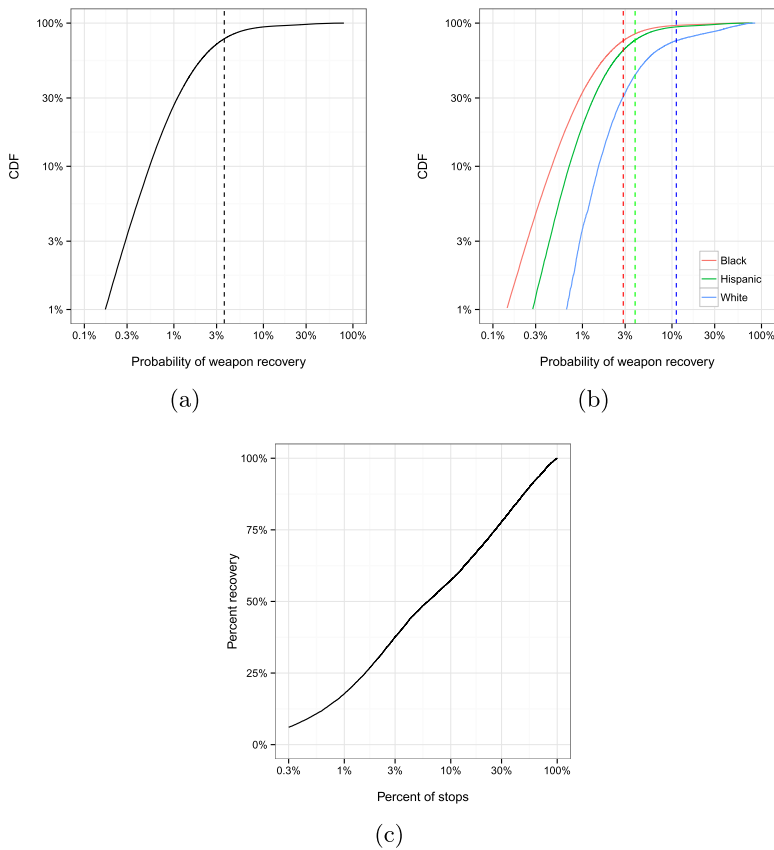 100%
30%
10%
3%
1%
CDF
0.1% 0.3% 1% 3% 10% 30% 100%
Probability of weapon recovery
(a)
100%
30%
10%
3%
1%
CDF
Black
Hispanic
White
0.1% 0.3% 1% 3% 10% 30% 100%
Probability of weapon recovery
(b)
100%
75%
50%
25%
0%
Percent recovery
0.3% 1% 3% 10% 30% 100%
Percent of stops
(c)